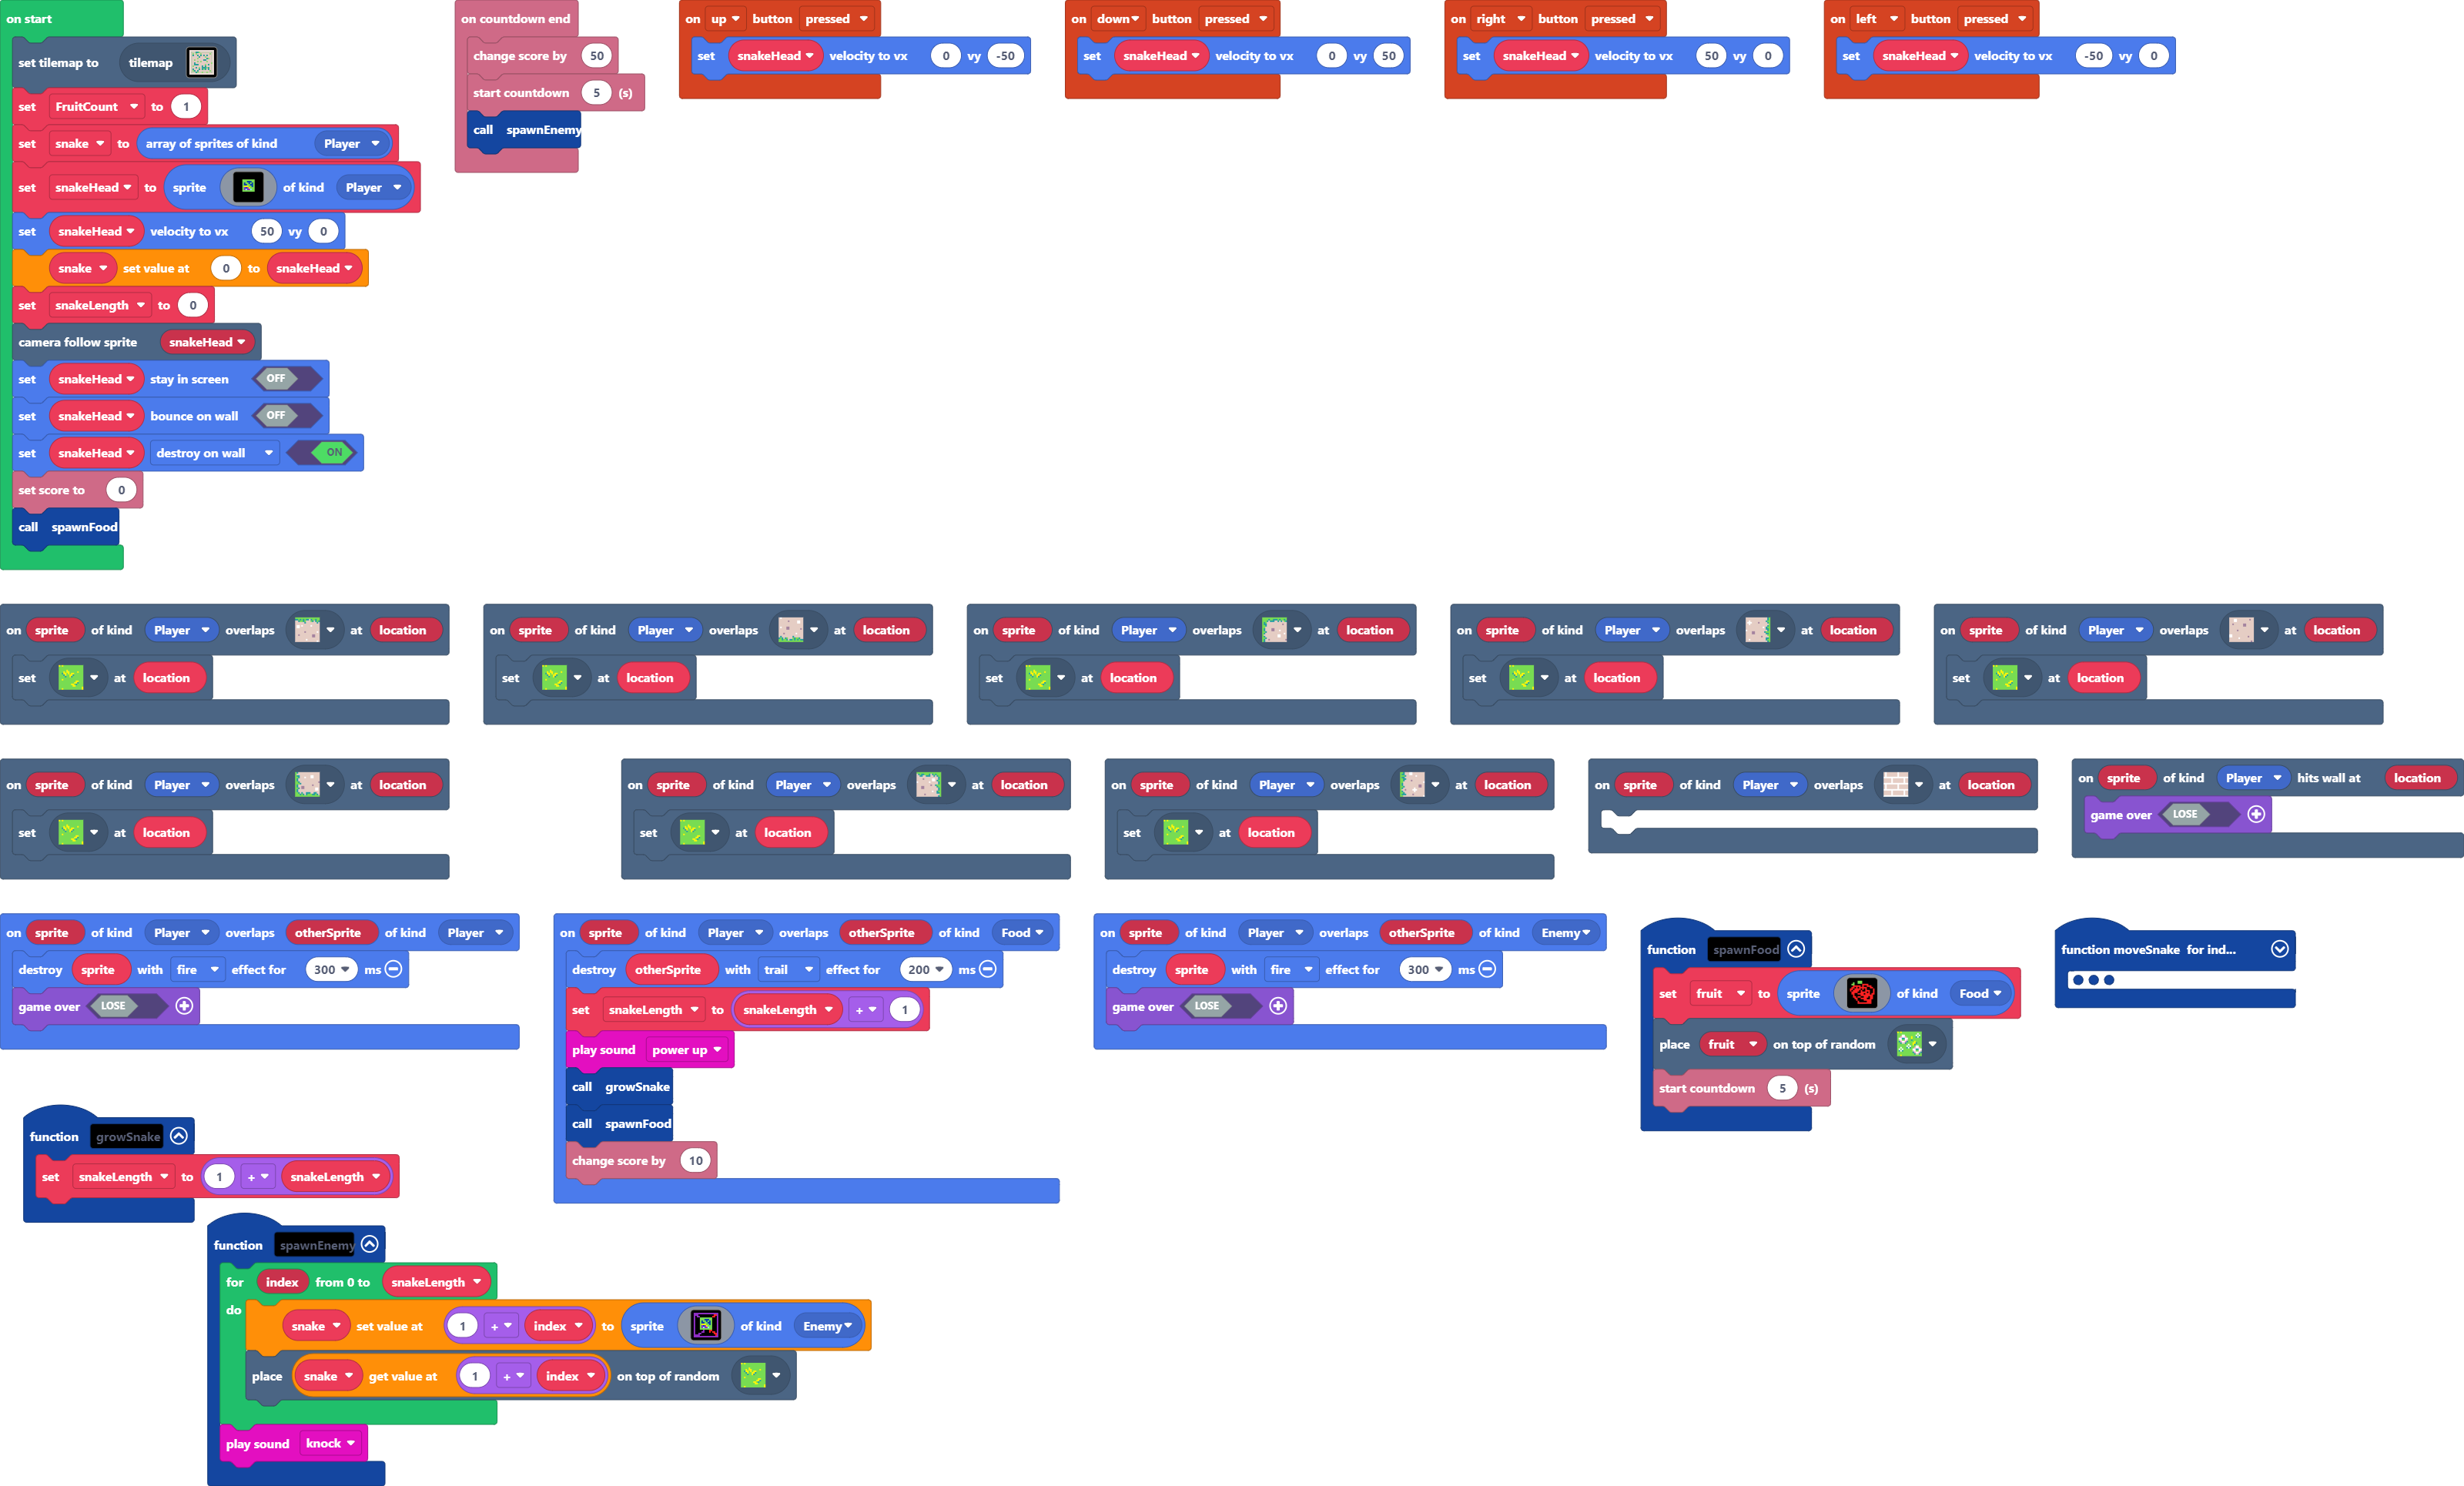 on start
set tilemap to tilemap
set FruitCount to 1
set snake to array of sprites of kind Player
set snakeHead to sprite of kind Player
set snakeHead velocity to vx 50 vy 0
snake set value at 0 to snakeHead
set snakeLength to 0
camera follow sprite snakeHead
set snakeHead stay in screen OFF
set snakeHead bounce on wall OFF
set snakeHead destroy on wall ON
set score to 0
call spawnFood
on countdown end
change score by 50
start countdown 5 (s)
call spawnEnemy
on up button pressed
set snakeHead velocity to vx 0 vy -50
on down button pressed
set snakeHead velocity to vx 0 vy 50
on right button pressed
set snakeHead velocity to vx 50 vy 0
on left button pressed
set snakeHead velocity to vx -50 vy 0
on sprite of kind Player overlaps at location
set at location
on sprite of kind Player overlaps at location
set at location
on sprite of kind Player overlaps at location
set at location
on sprite of kind Player overlaps at location
set at location
on sprite of kind Player overlaps at location
set at location
on sprite of kind Player overlaps at location
set at location
on sprite of kind Player overlaps at location
set at location
on sprite of kind Player overlaps at location
set at location
on sprite of kind Player overlaps at location
on sprite of kind Player hits wall at location
game over LOSE
on sprite of kind Player overlaps otherSprite of kind Player
destroy sprite with fire effect for 300 ms
game over LOSE
on sprite of kind Player overlaps otherSprite of kind Food
destroy otherSprite with trail effect for 200 ms
set snakeLength to snakeLength + 1
play sound power up
call growSnake
call spawnFood
change score by 10
on sprite of kind Player overlaps otherSprite of kind Enemy
destroy sprite with fire effect for 300 ms
game over LOSE
function spawnFood
set fruit to sprite of kind Food
place fruit on top of random
start countdown 5 (s)
function moveSnake for ind...
function growSnake
set snakeLength to 1 + snakeLength
function spawnEnemy
for index from 0 to snakeLength
do
snake set value at 1 + index to sprite of kind Enemy
place snake get value at 1 + index on top of random
play sound knock